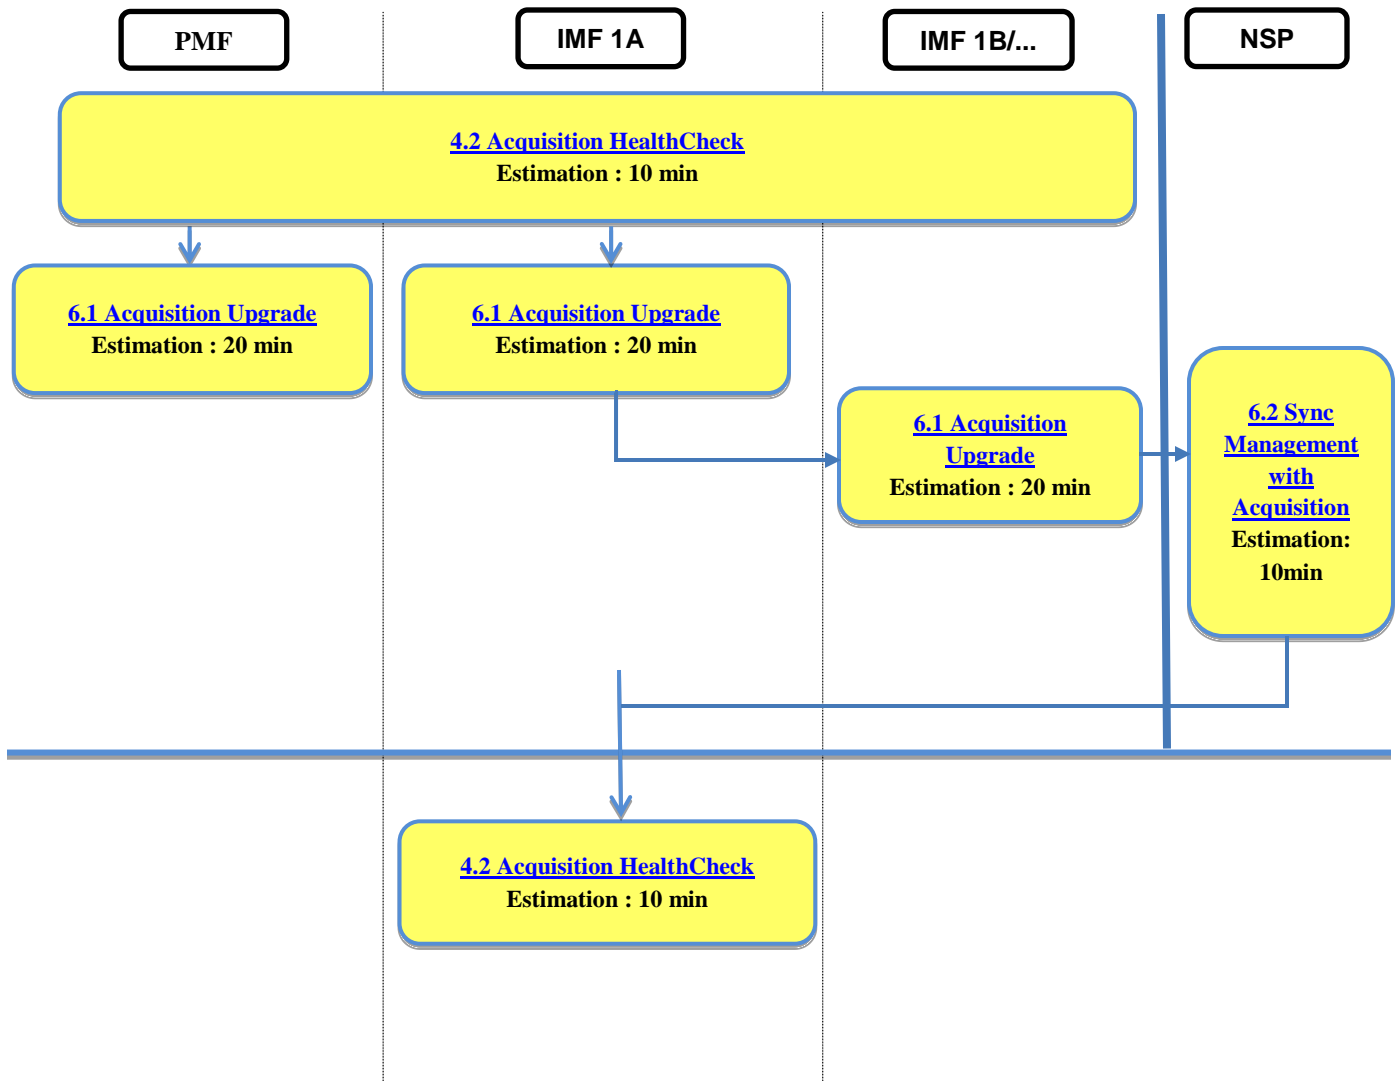 PMF
IMF 1A
IMF 1B/...
NSP
4.2 Acquisition HealthCheck
Estimation : 10 min
6.1 Acquisition Upgrade
Estimation : 20 min
6.1 Acquisition Upgrade
Estimation : 20 min
6.1 Acquisition
Upgrade
Estimation : 20 min
6.2 Sync
Management
with
Acquisition
Estimation:
10min
4.2 Acquisition HealthCheck
Estimation : 10 min